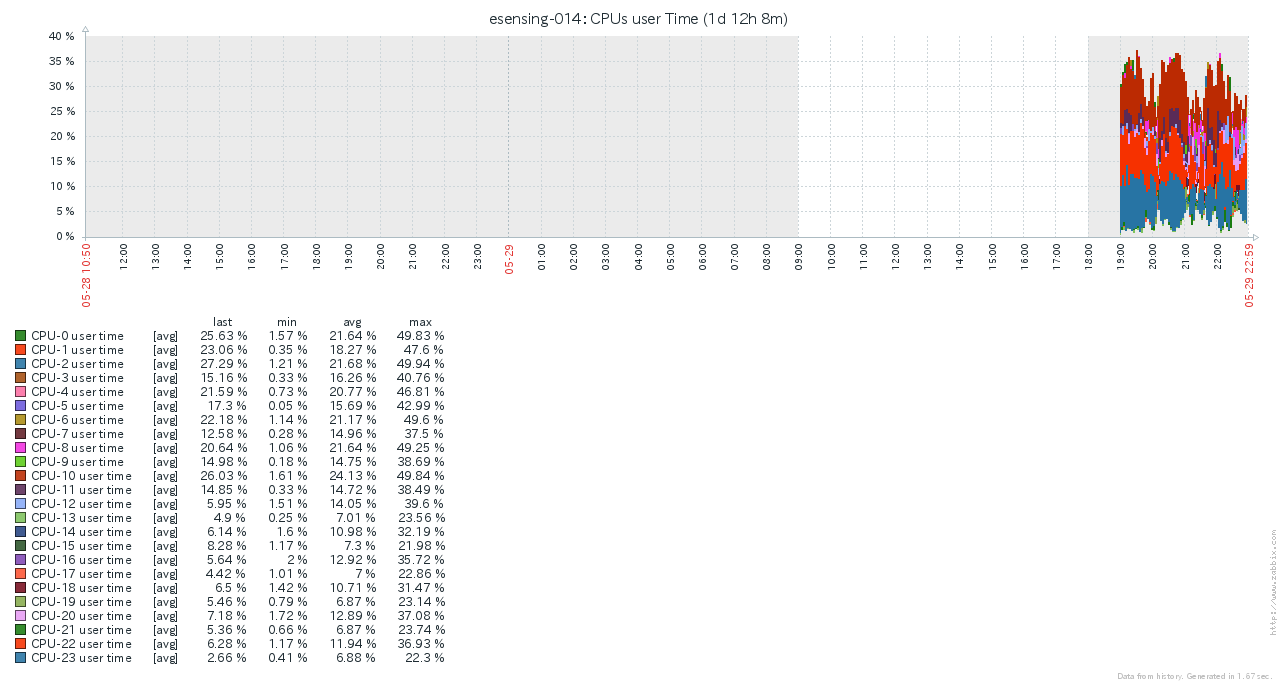 esensing-014: CPUs user Time (1d 12h 8m)
40 %
35 %
30 %
25 %
20 %
15 %
10 %
5 %
0 %
05-28 10:50
12:00
13:00
14:00
15:00
16:00
17:00
18:00
19:00
20:00
21:00
22:00
23:00
05-29
01:00
02:00
03:00
04:00
05:00
06:00
07:00
08:00
09:00
10:00
11:00
12:00
13:00
14:00
15:00
16:00
17:00
18:00
19:00
20:00
21:00
22:00
05-29 22:59
last min avg max
CPU-0 user time [avg] 25.63 % 1.57 % 21.64 % 49.83 %
CPU-1 user time [avg] 23.06 % 0.35 % 18.27 % 47.6 %
CPU-2 user time [avg] 27.29 % 1.21 % 21.68 % 49.94 %
CPU-3 user time [avg] 15.16 % 0.33 % 16.26 % 40.76 %
CPU-4 user time [avg] 21.59 % 0.73 % 20.77 % 46.81 %
CPU-5 user time [avg] 17.3 % 0.05 % 15.69 % 42.99 %
CPU-6 user time [avg] 22.18 % 1.14 % 21.17 % 49.6 %
CPU-7 user time [avg] 12.58 % 0.28 % 14.96 % 37.5 %
CPU-8 user time [avg] 20.64 % 1.06 % 21.64 % 49.25 %
CPU-9 user time [avg] 14.98 % 0.18 % 14.75 % 38.69 %
CPU-10 user time [avg] 26.03 % 1.61 % 24.13 % 49.84 %
CPU-11 user time [avg] 14.85 % 0.33 % 14.72 % 38.49 %
CPU-12 user time [avg] 5.95 % 1.51 % 14.05 % 39.6 %
CPU-13 user time [avg] 4.9 % 0.25 % 7.01 % 23.56 %
CPU-14 user time [avg] 6.14 % 1.6 % 10.98 % 32.19 %
CPU-15 user time [avg] 8.28 % 1.17 % 7.3 % 21.98 %
CPU-16 user time [avg] 5.64 % 2 % 12.92 % 35.72 %
CPU-17 user time [avg] 4.42 % 1.01 % 7 % 22.86 %
CPU-18 user time [avg] 6.5 % 1.42 % 10.71 % 31.47 %
CPU-19 user time [avg] 5.46 % 0.79 % 6.87 % 23.14 %
CPU-20 user time [avg] 7.18 % 1.72 % 12.89 % 37.08 %
CPU-21 user time [avg] 5.36 % 0.66 % 6.87 % 23.74 %
CPU-22 user time [avg] 6.28 % 1.17 % 11.94 % 36.93 %
CPU-23 user time [avg] 2.66 % 0.41 % 6.88 % 22.3 %
http://www.zabbix.com
Data from history. Generated in 1.67 sec.